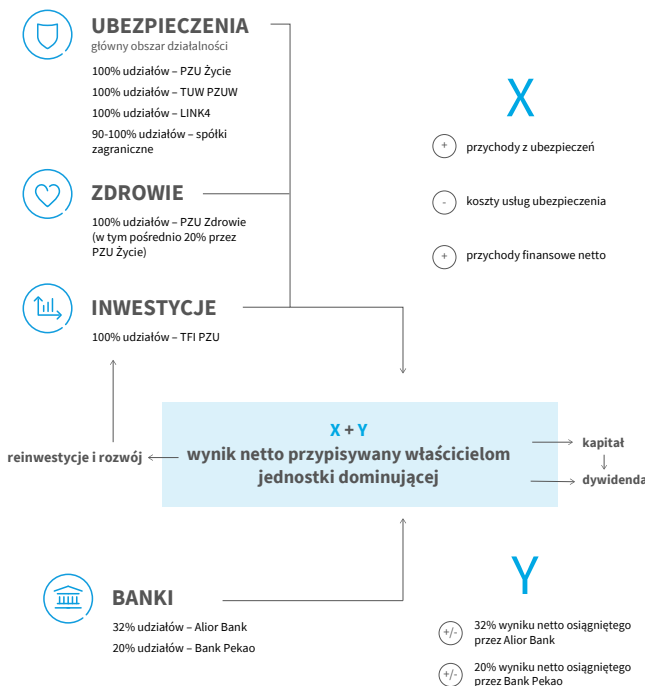 UBEZPIECZENIA
główny obszar działalności
100% udziałów – PZU Życie
100% udziałów – TUW PZUW
100% udziałów – LINK4
90-100% udziałów – spółki
zagraniczne
X
+ przychody z ubezpieczeń
- koszty usług ubezpieczenia
+ przychody finansowe netto
ZDROWIE
100% udziałów – PZU Zdrowie
(w tym pośrednio 20% przez
PZU Życie)
INWESTYCJE
100% udziałów – TFI PZU
X + Y
wynik netto przypisywany właścicielom
jednostki dominującej
reinwestycje i rozwój
kapitał
dywidenda
BANKI
32% udziałów – Alior Bank
20% udziałów – Bank Pekao
Y
+/- 32% wyniku netto osiągniętego
przez Alior Bank
+/- 20% wyniku netto osiągniętego
przez Bank Pekao